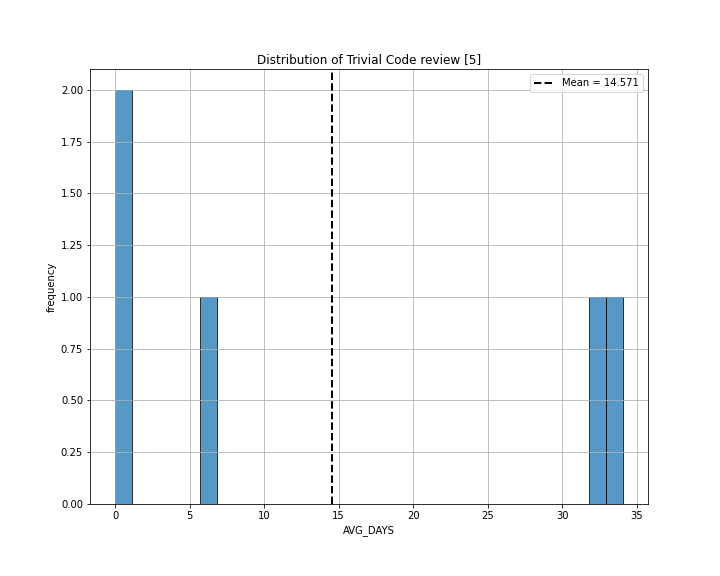 Distribution of Trivial Code review [5]
Mean = 14.571
2.00
1.75
1.50
1.25
1.00
0.75
0.50
0.25
0.00
frequency
0 5 10 15 20 25 30 35
AVG_DAYS